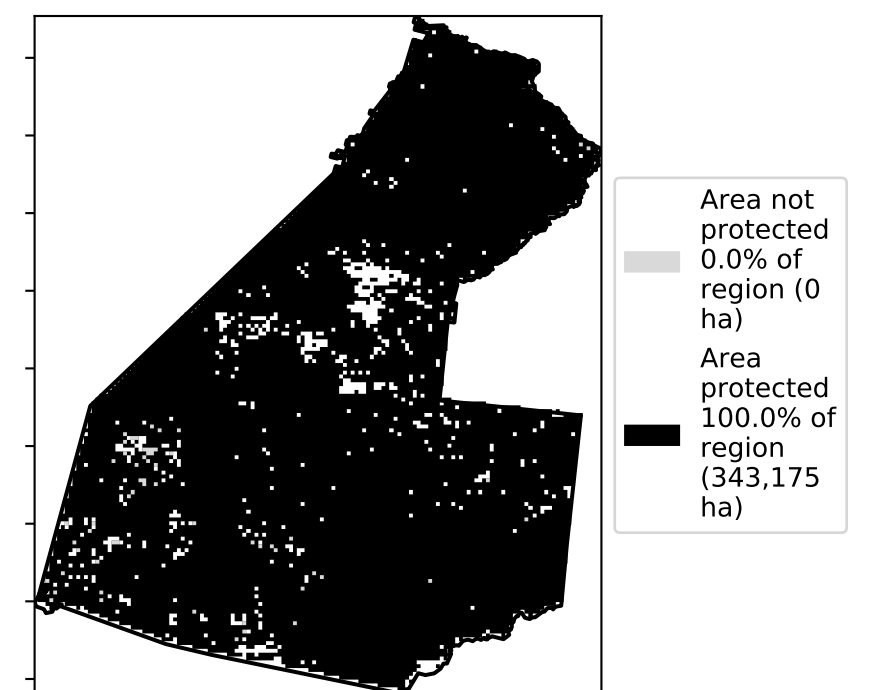 Area not
protected
0.0% of
region (0
ha)
Area
protected
100.0% of
region
(343,175
ha)